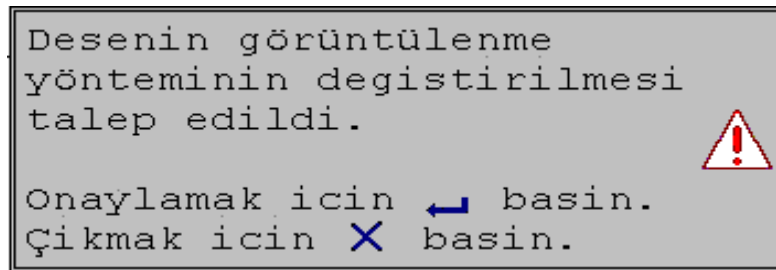 Desenin görüntülenme
yönteminin degistirilmesi
talep edildi.
Onaylamak icin ↵ basin.
Çikmak icin X basin.